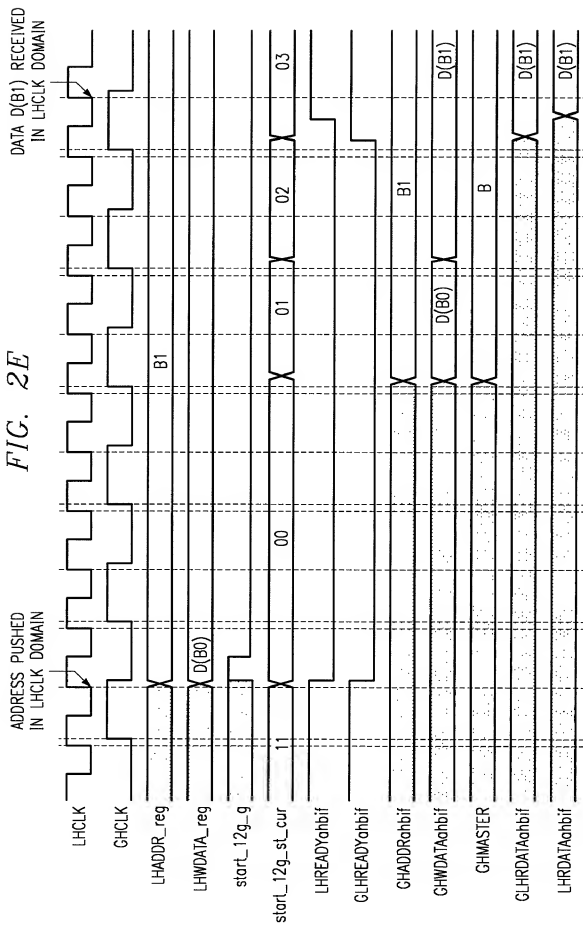 FIG. 2E
ADDRESS PUSHED
IN LHCLK DOMAIN
DATA D(B1) RECEIVED
IN LHCLK DOMAIN
LHCLK
GHCLK
LHADDR_reg
B1
LHWDATA_reg
D(B0)
start_12g_g
start_12g_st_cur
11
00
01
02
03
LHREADYahbif
GLHREADYahbif
GHADDRahbif
B1
GHWDATAahbif
D(B0)
D(B1)
GHMASTER
B
GLHRDATAahbif
D(B1)
LHRDATAahbif
D(B1)